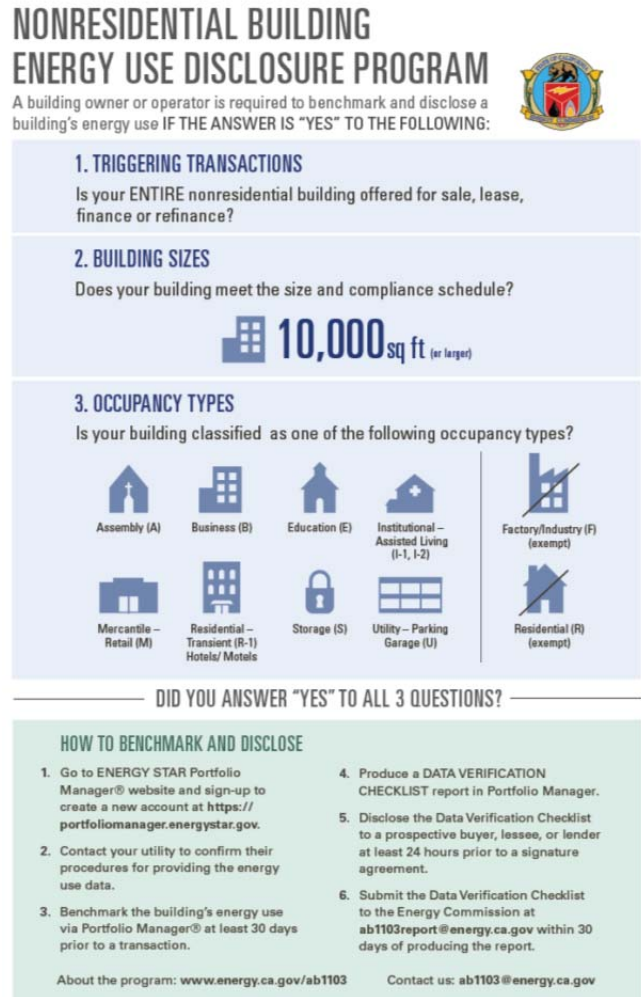 NONRESIDENTIAL BUILDING
ENERGY USE DISCLOSURE PROGRAM
A building owner or operator is required to benchmark and disclose a
building's energy use IF THE ANSWER IS "YES" TO THE FOLLOWING:
1. TRIGGERING TRANSACTIONS
Is your ENTIRE nonresidential building offered for sale, lease,
finance or refinance?
2. BUILDING SIZES
Does your building meet the size and compliance schedule?
10,000 sq ft (or larger)
3. OCCUPANCY TYPES
Is your building classified as one of the following occupancy types?
Assembly (A)
Business (B)
Education (E)
Institutional –
Assisted Living
(I-1, I-2)
Factory/Industry (F)
(exempt)
Mercantile –
Retail (M)
Residential –
Transient (R-1)
Hotels/ Motels
Storage (S)
Utility – Parking
Garage (U)
Residential (R)
(exempt)
DID YOU ANSWER "YES" TO ALL 3 QUESTIONS?
HOW TO BENCHMARK AND DISCLOSE
1. Go to ENERGY STAR Portfolio
Manager® website and sign-up to
create a new account at https://
portfoliomanager.energystar.gov.
2. Contact your utility to confirm their
procedures for providing the energy
use data.
3. Benchmark the building's energy use
via Portfolio Manager® at least 30 days
prior to a transaction.
4. Produce a DATA VERIFICATION
CHECKLIST report in Portfolio Manager.
5. Disclose the Data Verification Checklist
to a prospective buyer, lessee, or lender
at least 24 hours prior to a signature
agreement.
6. Submit the Data Verification Checklist
to the Energy Commission at
ab1103report@energy.ca.gov within 30
days of producing the report.
About the program: www.energy.ca.gov/ab1103
Contact us: ab1103@energy.ca.gov